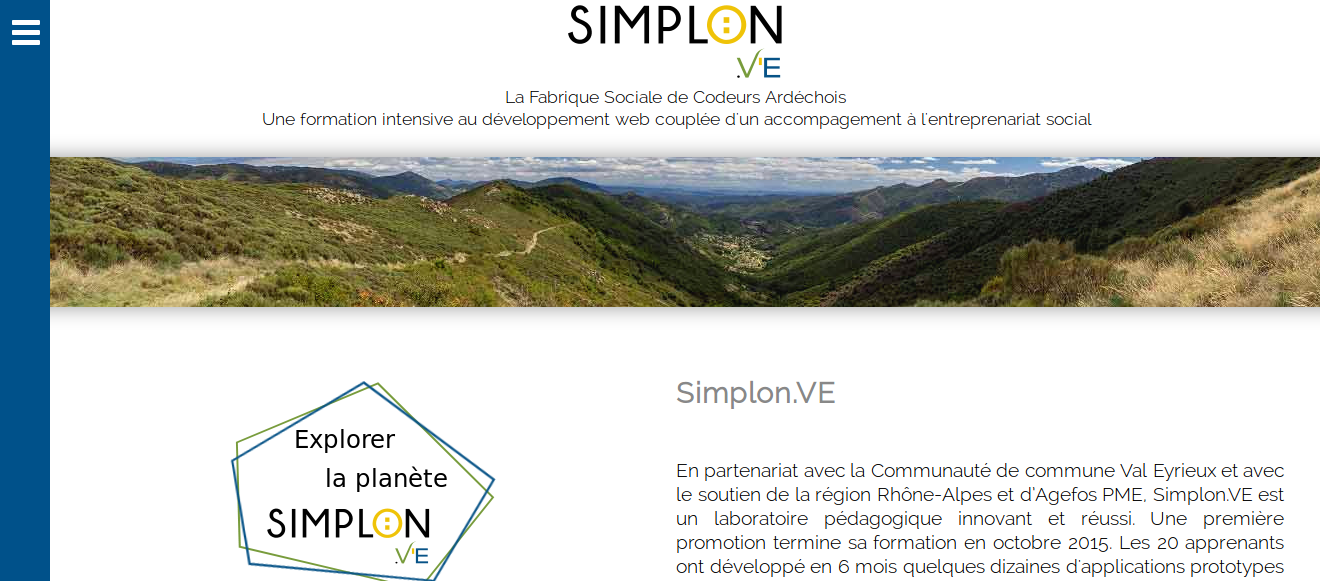 SIMPLON
.V'E
La Fabrique Sociale de Codeurs Ardéchois
Une formation intensive au développement web couplée d'un accompagement à l'entreprenariat social
Explorer
la planète
SIMPLON
.V'E
Simplon.VE
En partenariat avec la Communauté de commune Val Eyrieux et avec
le soutien de la région Rhône-Alpes et d'Agefos PME, Simplon.VE est
un laboratoire pédagogique innovant et réussi. Une première
promotion termine sa formation en octobre 2015. Les 20 apprenants
ont développé en 6 mois quelques dizaines d'applications prototypes